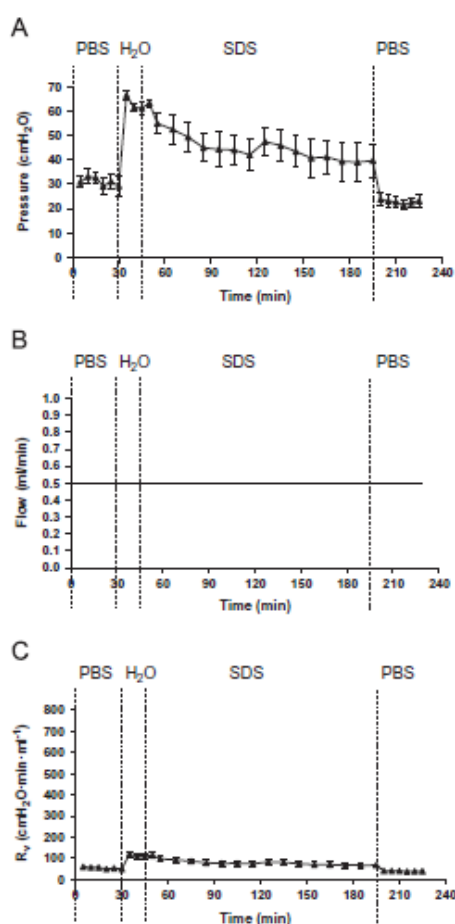 A
PBS H₂O SDS PBS
Pressure (cmH₂O)
70
60
50
40
30
20
10
0
0 30 60 90 120 150 180 210 240
Time (min)
B
PBS H₂O SDS PBS
Flow (ml/min)
1.0
0.9
0.8
0.7
0.6
0.5
0.4
0.3
0.2
0.1
0.0
0 30 60 90 120 150 180 210 240
Time (min)
C
PBS H₂O SDS PBS
Rᵥ (cmH₂O·min·ml⁻¹)
800
700
600
500
400
300
200
100
0
0 30 60 90 120 150 180 210 240
Time (min)